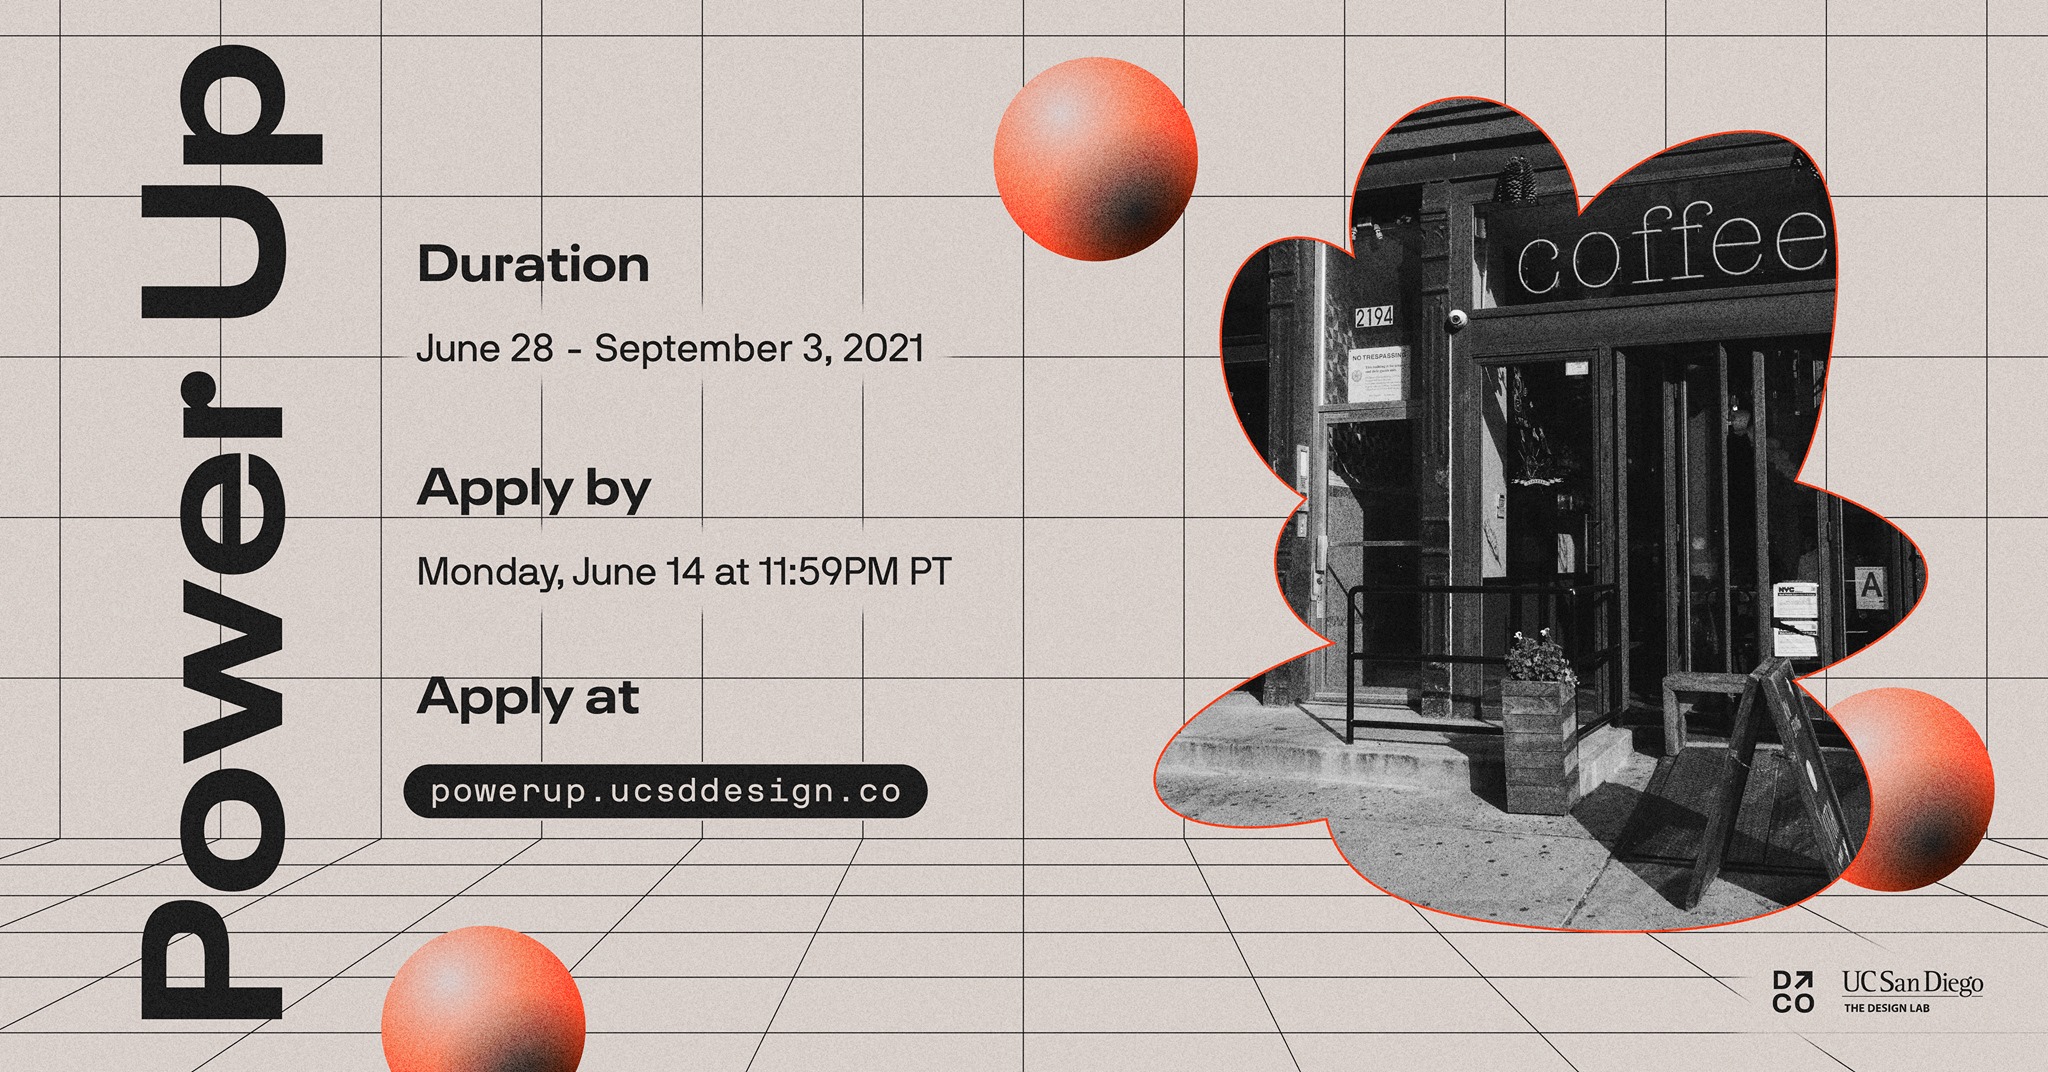 Power Up
Duration
June 28 - September 3, 2021
Apply by
Monday, June 14 at 11:59PM PT
Apply at
powerup.ucsddesign.co
coffee
2194
NO TRESPASSING
NYC
A
D↗
CO
UC San Diego
THE DESIGN LAB